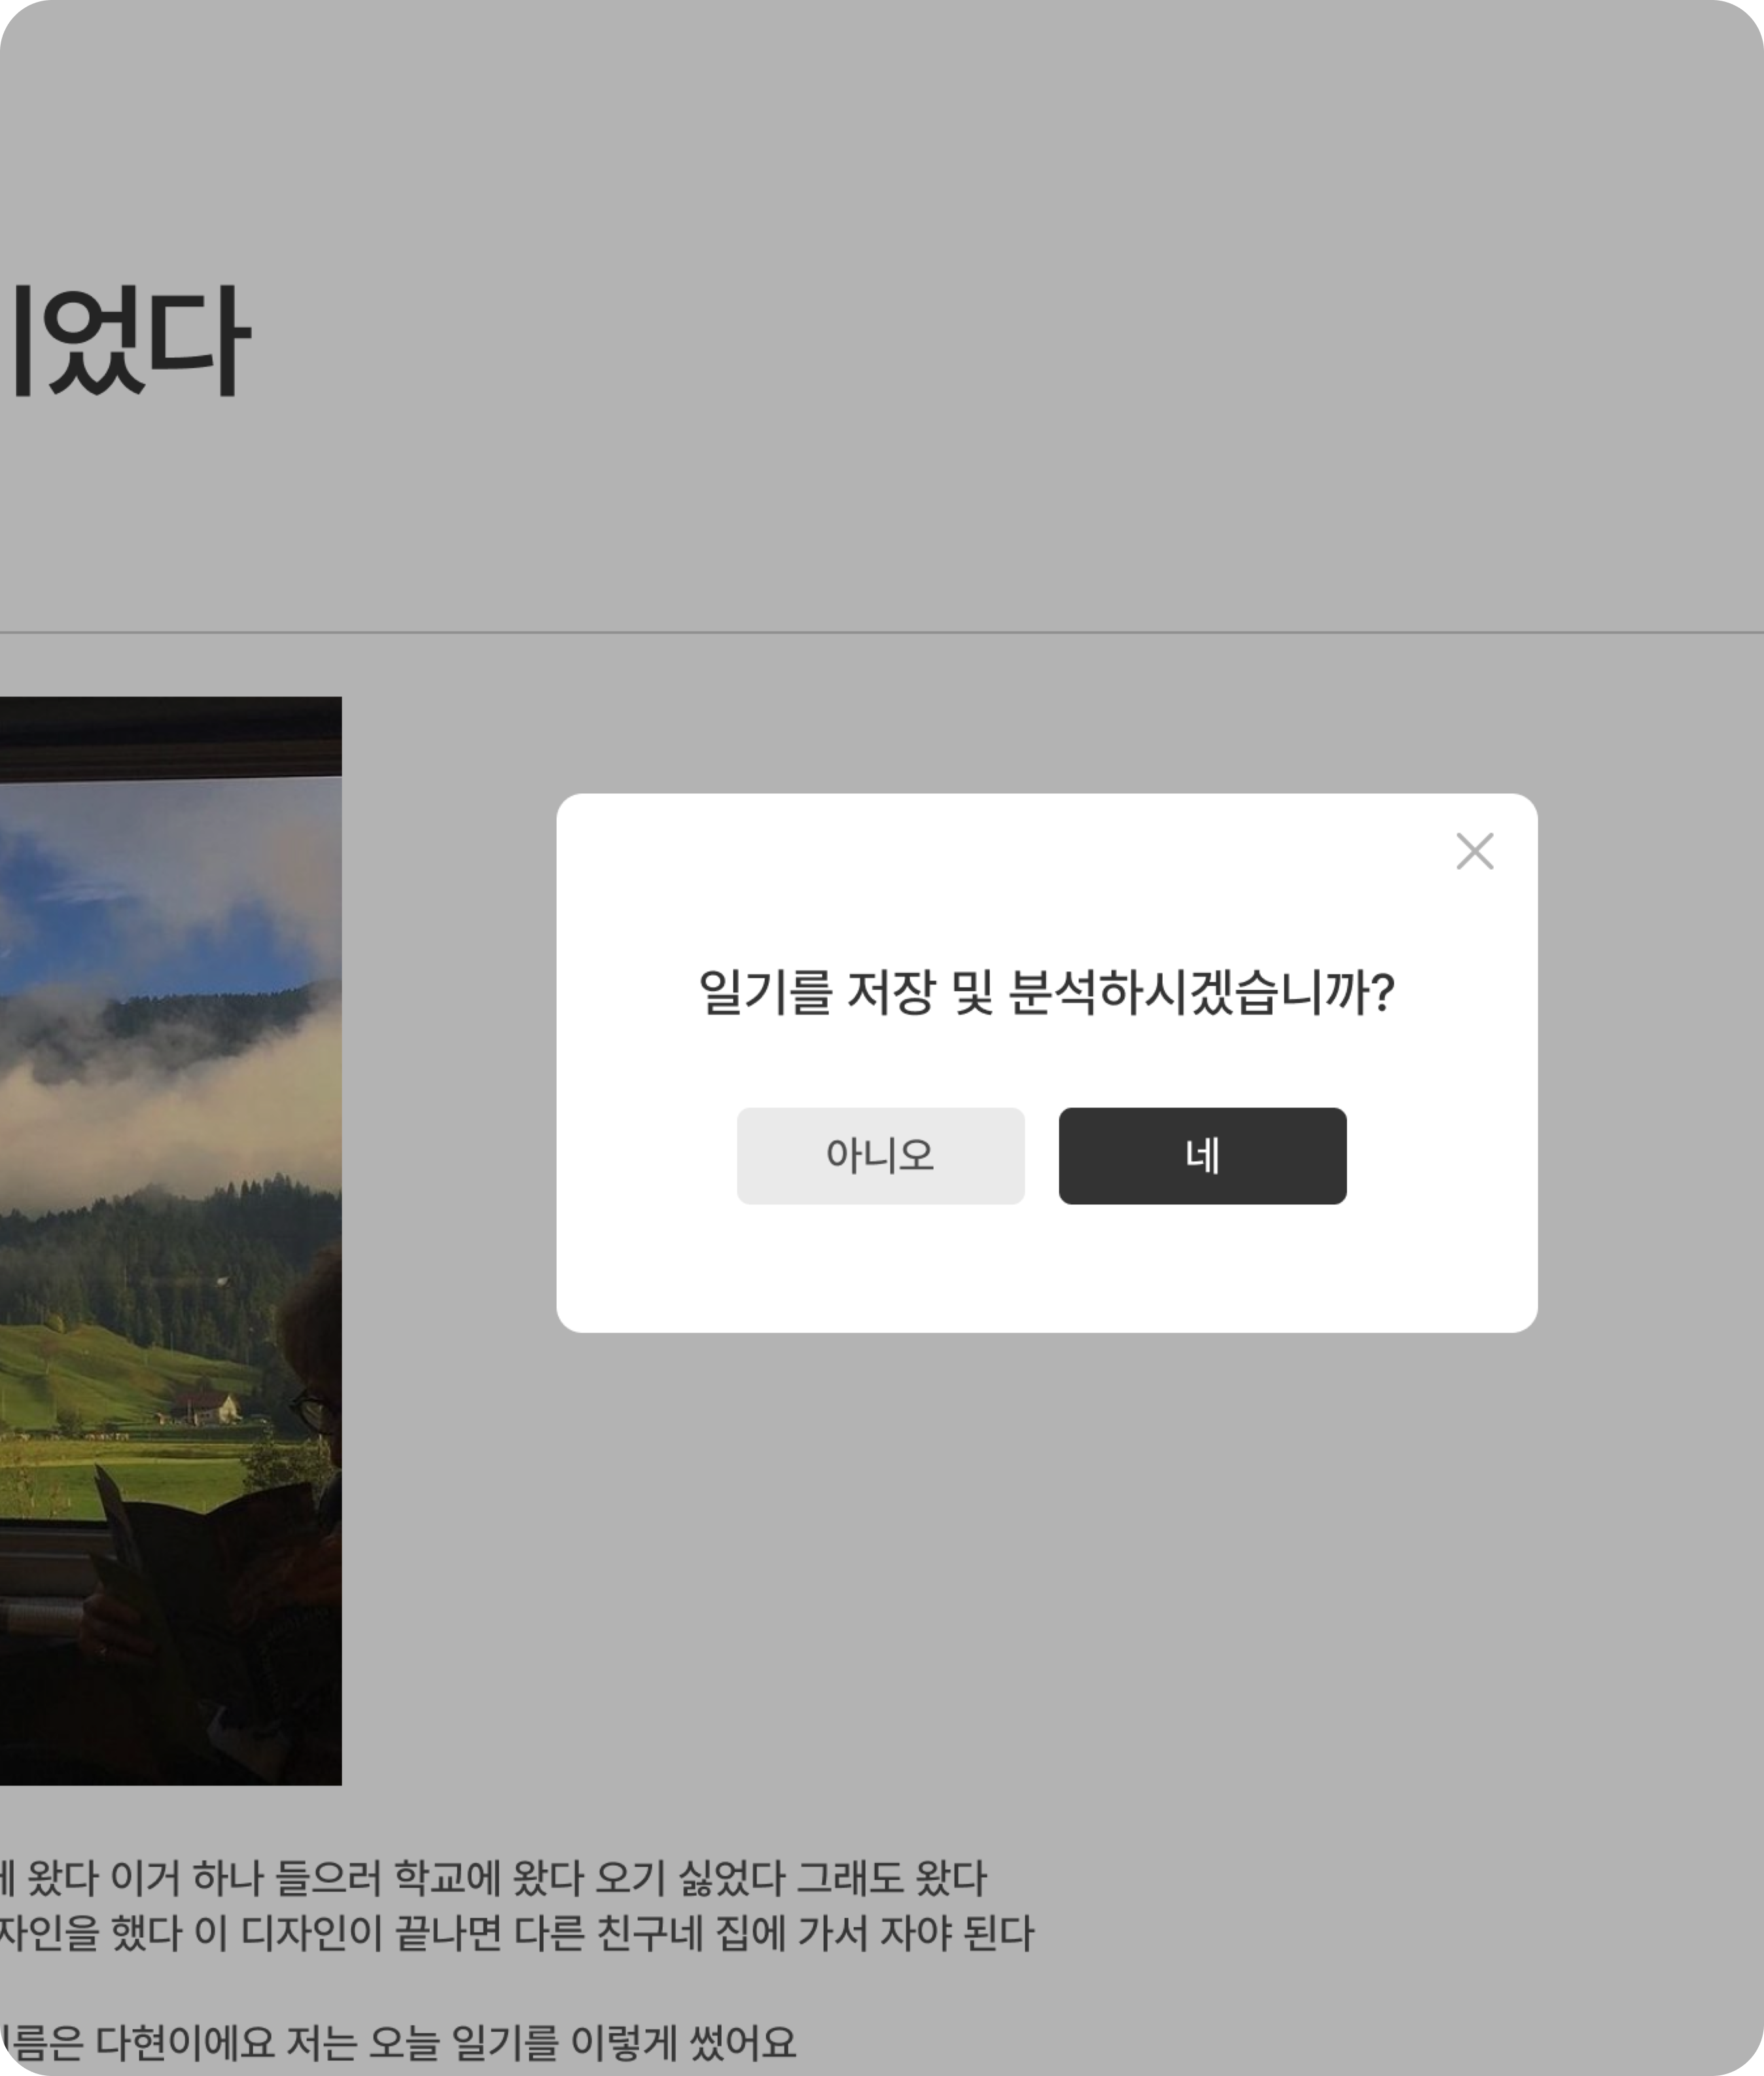 이었다
일기를 저장 및 분석하시겠습니까?
아니오
네
왔다 이거 하나 들으러 학교에 왔다 오기 싫었다 그래도 왔다
자인을 했다 이 디자인이 끝나면 다른 친구네 집에 가서 자야 된다
름은 다현이에요 저는 오늘 일기를 이렇게 썼어요